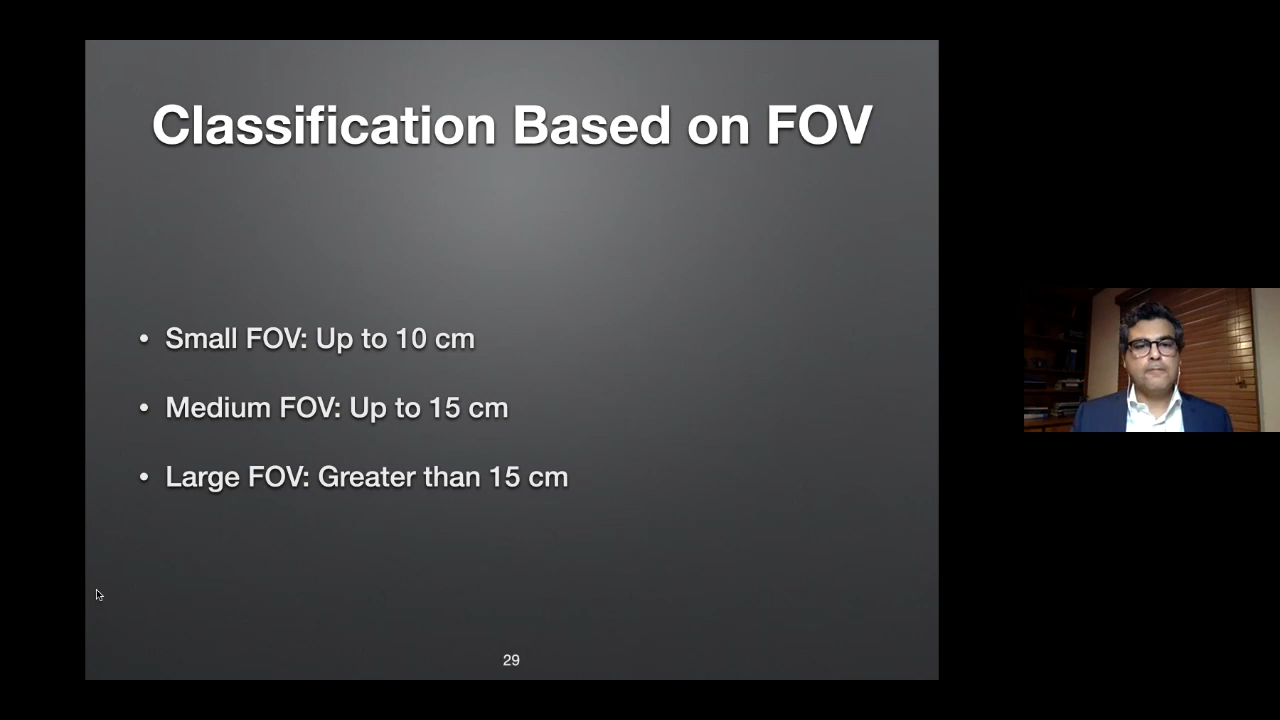 Classification Based on FOV
• Small FOV: Up to 10 cm
• Medium FOV: Up to 15 cm
• Large FOV: Greater than 15 cm
29